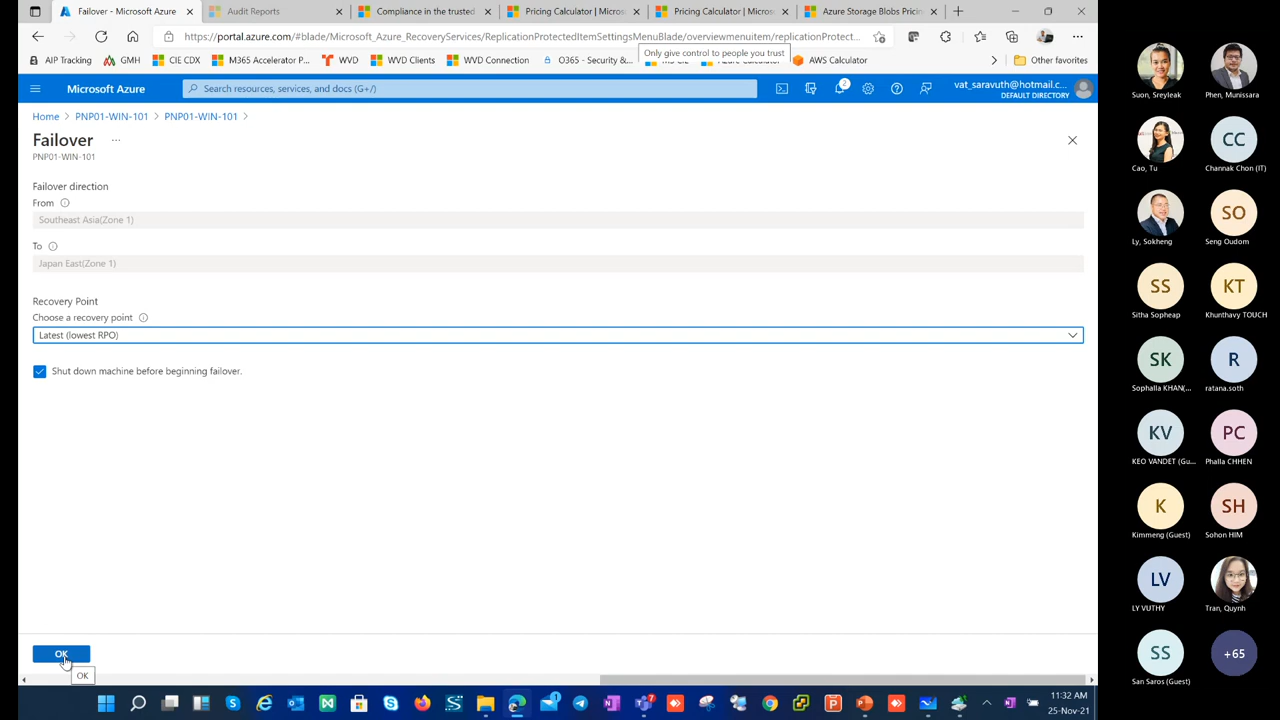 Failover - Microsoft Azure
Audit Reports
Compliance in the trusted
Pricing Calculator | Micros
Pricing Calculator | Micros
Azure Storage Blobs Pricin
https://portal.azure.com/#blade/Microsoft_Azure_RecoveryServices/ReplicationProtectedItemSettingsMenuBlade/overviewmenuitem/replicationProtect...
Only give control to people you trust
AIP Tracking
GMH
CIE CDX
M365 Accelerator P...
WVD
WVD Clients
WVD Connection
O365 - Security &...
AWS Calculator
Other favorites
Microsoft Azure
Search resources, services, and docs (G+/)
2
vat_saravuth@hotmail.c...
DEFAULT DIRECTORY
Home > PNP01-WIN-101 > PNP01-WIN-101 >
Failover ...
PNP01-WIN-101
Failover direction
From
Southeast Asia(Zone 1)
To
Japan East(Zone 1)
Recovery Point
Choose a recovery point
Latest (lowest RPO)
Shut down machine before beginning failover.
OK
OK
11:32 AM
25-Nov-21
Suon, Sreyleak
Phen, Munissara
Cao, Tu
CC
Channak Chon (IT)
Ly, Sokheng
SO
Seng Oudom
SS
Sitha Sopheap
KT
Khunthavy TOUCH
SK
Sophalla KHAN(...
R
ratana.soth
KV
KEO VANDET (Gu...
PC
Phalla CHHEN
K
Kimmeng (Guest)
SH
Sohon HIM
LV
LY VUTHY
Tran, Quynh
SS
San Saros (Guest)
+65